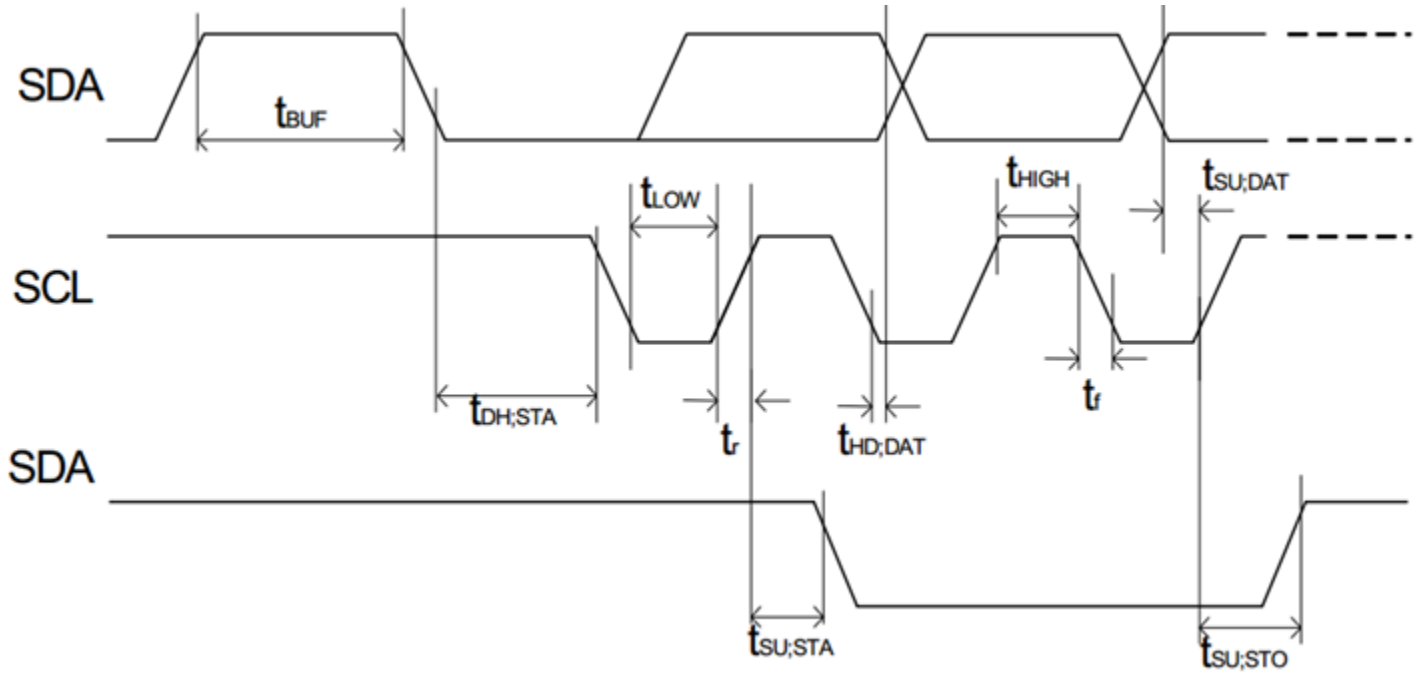 SDA
tBUF
tLOW
tHIGH
tSU;DAT
SCL
tDH;STA
tr
tHD;DAT
tf
SDA
tSU;STA
tSU;STO